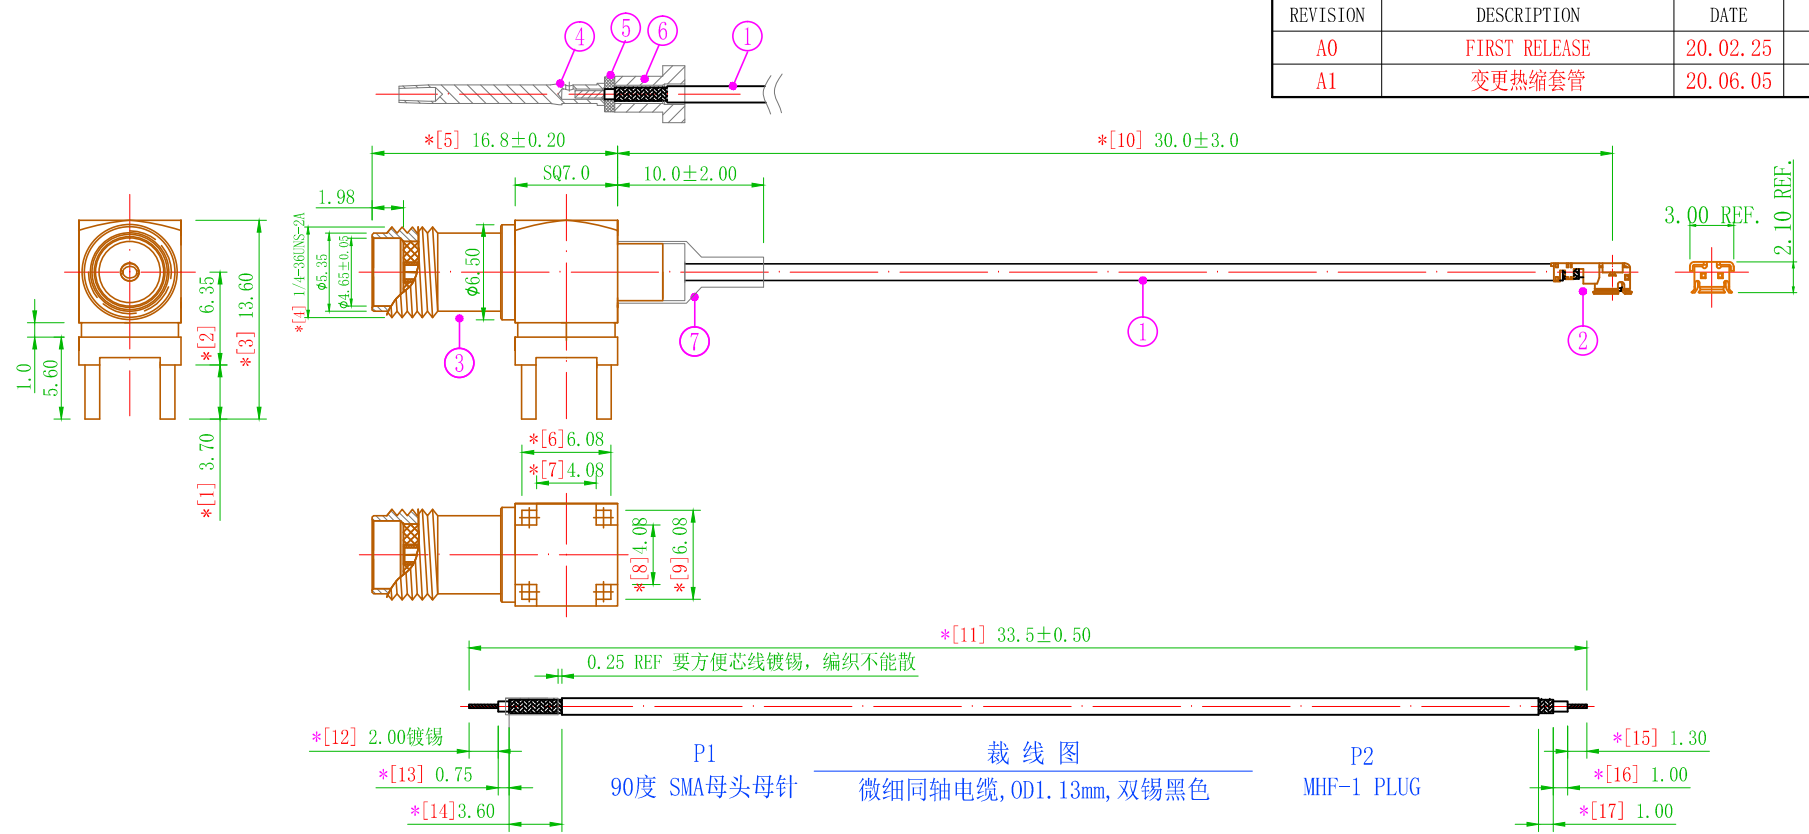 REVISION DESCRIPTION DATE
A0 FIRST RELEASE 20.02.25
A1 变更热缩套管 20.06.05
4 5 6 1
*[5] 16.8±0.20
*[10] 30.0±3.0
SQ7.0 10.0±2.00
1.98
3.00 REF.
2.10 REF.
*[4] 1/4-36UNS-2A
φ5.35
φ4.65±0.05
φ6.50
*[2] 6.35
*[3] 13.60
1.0
5.60
*[1] 3.70
3 7 1 2
*[6]6.08
*[7]4.08
*[8]4.08
*[9]6.08
*[11] 33.5±0.50
0.25 REF 要方便芯线镀锡, 编织不能散
*[12] 2.00镀锡
*[13] 0.75
*[14]3.60
P1
90度 SMA母头母针
裁线图
微细同轴电缆,OD1.13mm,双锡黑色
P2
MHF-1 PLUG
*[15] 1.30
*[16] 1.00
*[17] 1.00